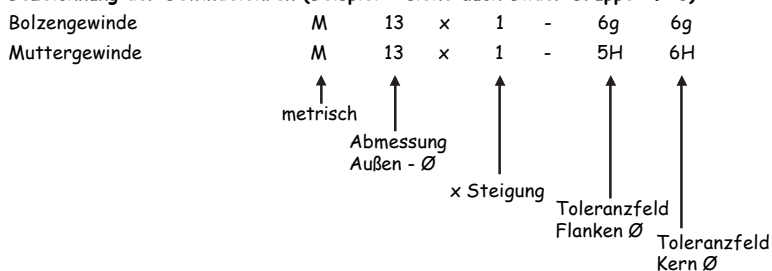 Bolzengewinde M 13 x 1 - 6g 6g
Muttergewinde M 13 x 1 - 5H 6H
metrisch
Abmessung
Außen - Ø
x Steigung
Toleranzfeld
Flanken Ø
Toleranzfeld
Kern Ø